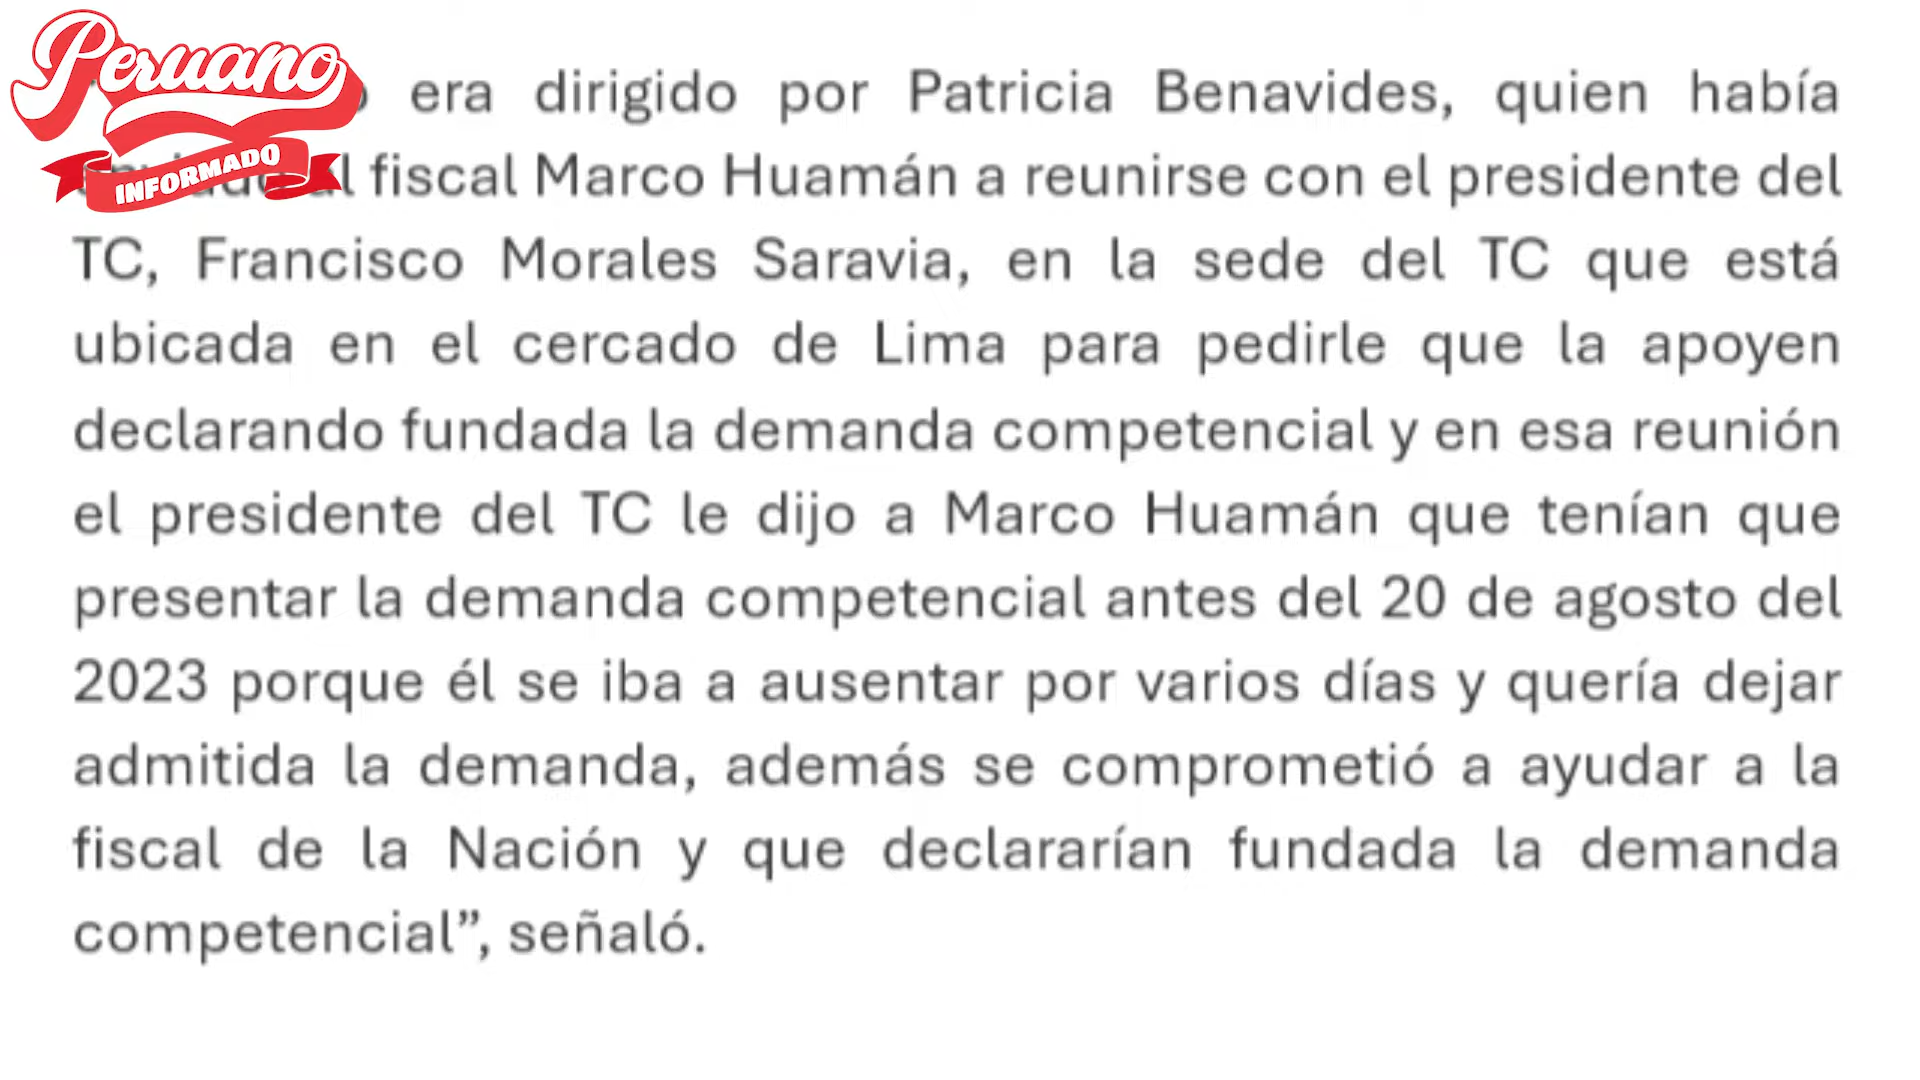 Peruano
INFORMADO
era dirigido por Patricia Benavides, quien había
fiscal Marco Huamán a reunirse con el presidente del
TC, Francisco Morales Saravia, en la sede del TC que está
ubicada en el cercado de Lima para pedirle que la apoyen
declarando fundada la demanda competencial y en esa reunión
el presidente del TC le dijo a Marco Huamán que tenían que
presentar la demanda competencial antes del 20 de agosto del
2023 porque él se iba a ausentar por varios días y quería dejar
admitida la demanda, además se comprometió a ayudar a la
fiscal de la Nación y que declararían fundada la demanda
competencial”, señaló.